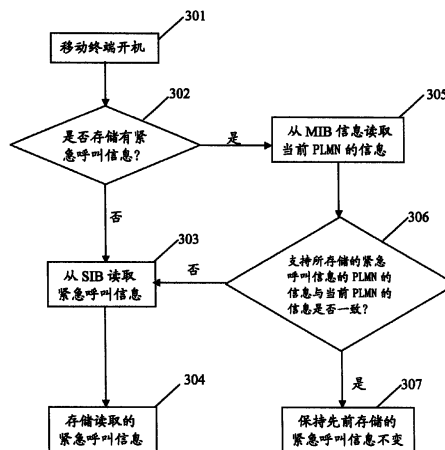 301
移动终端开机
302
是否存储有紧
急呼叫信息?
是
305
从 MIB 信息读取
当前 PLMN 的信息
否
303
从 SIB 读取
紧急呼叫信息
否
306
支持所存储的紧急
呼叫信息的 PLMN 的
信息与当前 PLMN 的
信息是否一致?
304
存储读取的
紧急呼叫信息
是
307
保持先前存储的
紧急呼叫信息不变